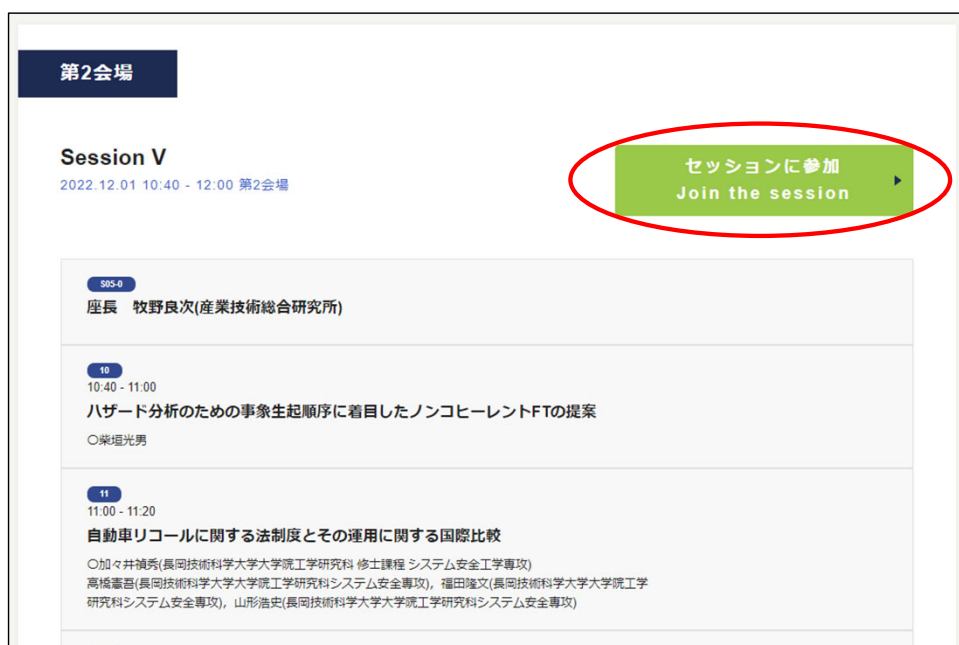 第2会場
Session V
2022.12.01 10:40 - 12:00 第2会場
セッションに参加
Join the session
S05-0
座長　牧野良次(産業技術総合研究所)
10
10:40 - 11:00
ハザード分析のための事象生起順序に着目したノンコヒーレントFTの提案
〇柴垣光男
11
11:00 - 11:20
自動車リコールに関する法制度とその運用に関する国際比較
〇加々井禎秀(長岡技術科学大学大学院工学研究科 修士課程 システム安全工学専攻)
高橋憲吾(長岡技術科学大学大学院工学研究科システム安全専攻)，福田隆文(長岡技術科学大学大学院工学
研究科システム安全専攻)，山形浩史(長岡技術科学大学大学院工学研究科システム安全専攻)